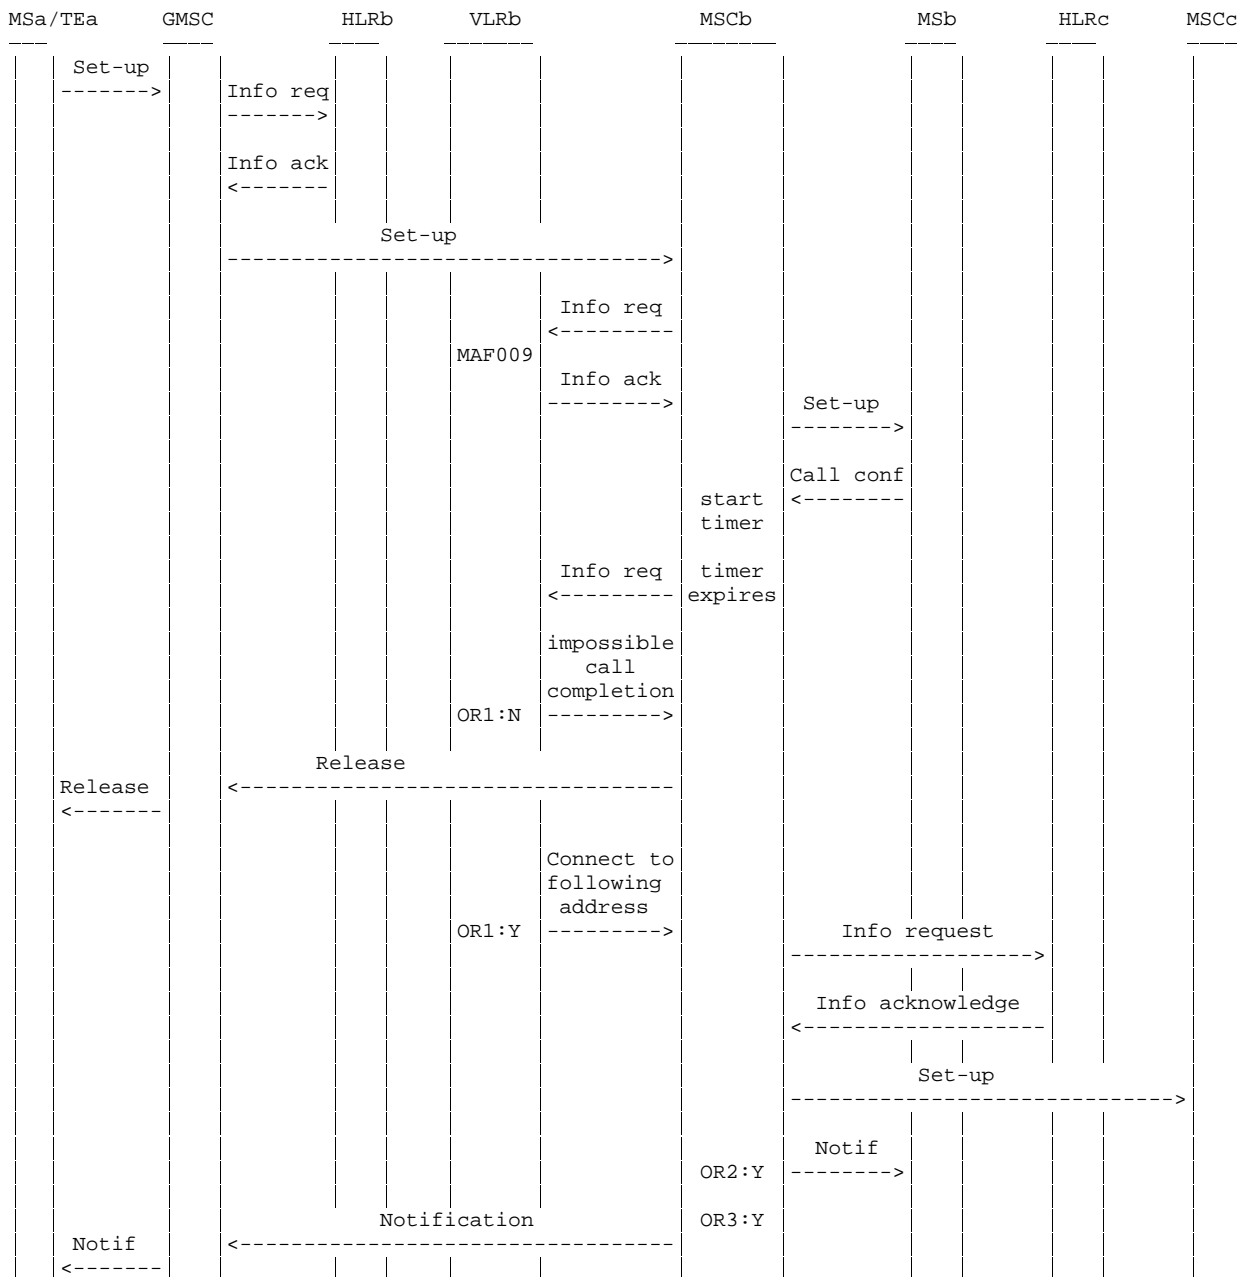 MSa/TEa GMSC HLRb VLRb MSCb MSb HLRc MSCc
Set-up
-------> Info req
------->
Info ack
<-------
Set-up
---------------------------------->
Info req
<---------
MAF009
Info ack
---------> Set-up
-------->
Call conf
start <--------
timer
Info req timer
<--------- expires
impossible
call
completion
OR1:N --------->
Release
Release <----------------------------------
<-------
Connect to
following
address
OR1:Y ---------> Info request
------------------->
Info acknowledge
<-------------------
Set-up
------------------------------>
Notif
OR2:Y -------->
Notification OR3:Y
Notif <----------------------------------
<-------